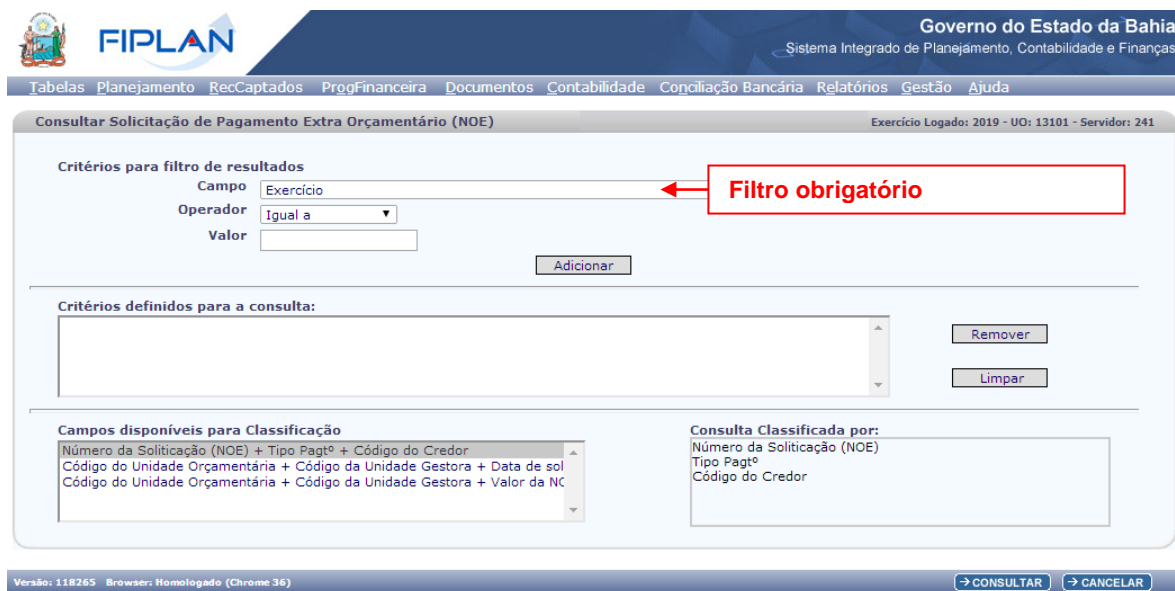 FIPLAN
Governo do Estado da Bahia
Sistema Integrado de Planejamento, Contabilidade e Finanças
Tabelas Planejamento RecCaptados ProgFinanceira Documentos Contabilidade Conciliação Bancária Relatórios Gestão Ajuda
Consultar Solicitação de Pagamento Extra Orçamentário (NOE) Exercício Logado: 2019 - UO: 13101 - Servidor: 241
Critérios para filtro de resultados
Campo Exercício
Filtro obrigatório
Operador Igual a
Valor
Adicionar
Critérios definidos para a consulta:
Remover
Limpar
Campos disponíveis para Classificação Consulta Classificada por:
Número da Soliticação (NOE) + Tipo Pagtº + Código do Credor Número da Soliticação (NOE)
Código do Unidade Orçamentária + Código da Unidade Gestora + Data de sol Tipo Pagtº
Código do Unidade Orçamentária + Código da Unidade Gestora + Valor da NO Código do Credor
Versão: 118265 Browser: Homologado (Chrome 36) CONSULTAR CANCELAR